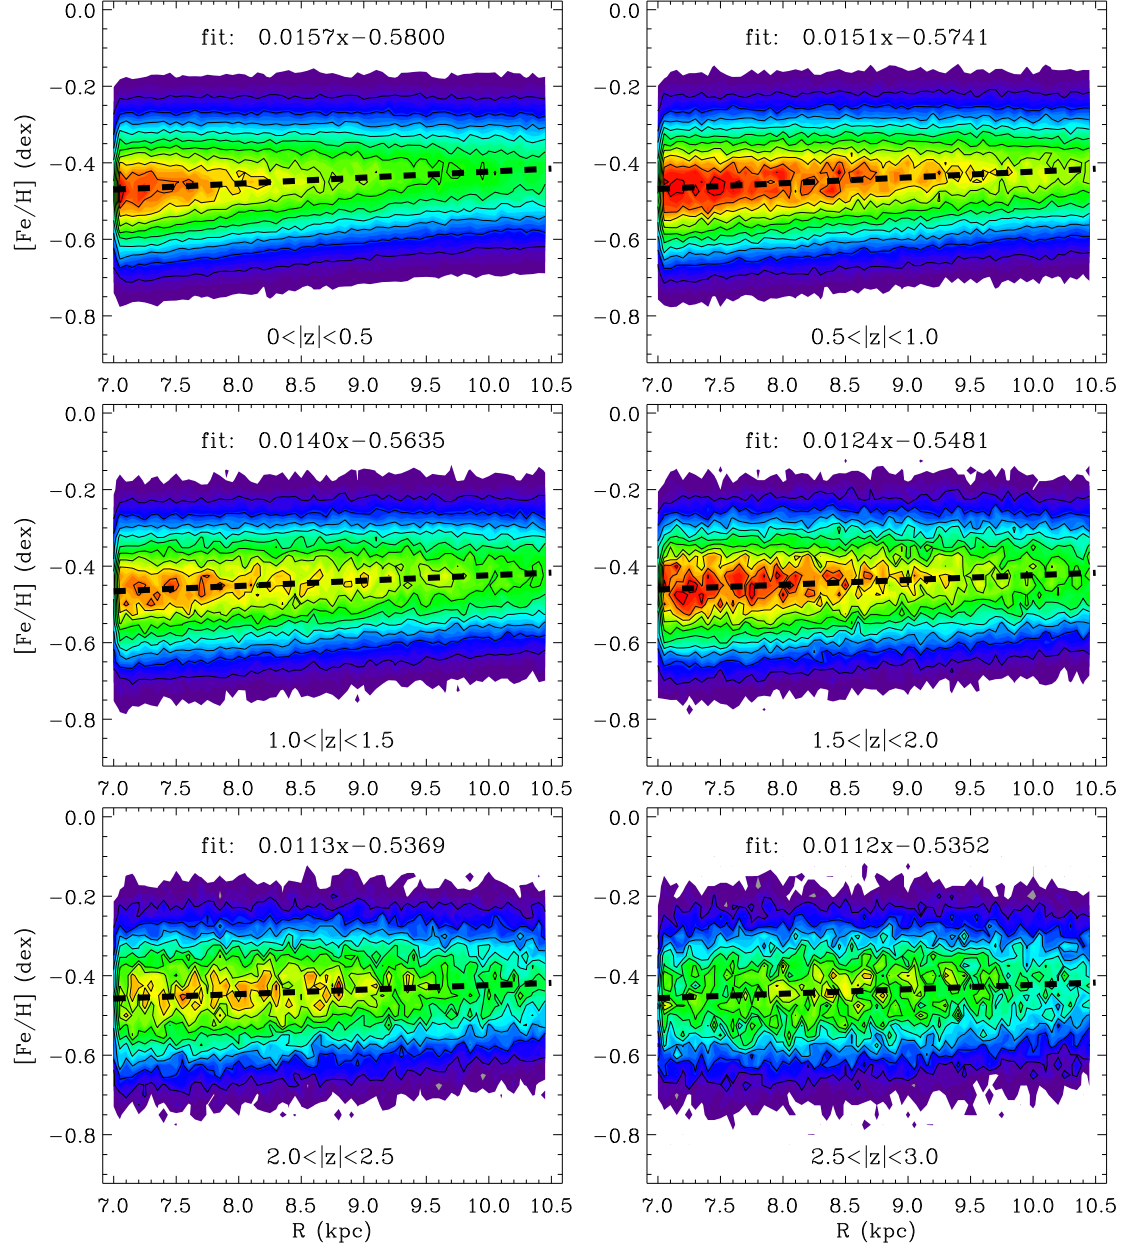 fit: 0.0157x−0.5800
fit: 0.0151x−0.5741
0.0
−0.2
−0.4
−0.6
−0.8
[Fe/H] (dex)
0.0
−0.2
−0.4
−0.6
−0.8
0<|z|<0.5
0.5<|z|<1.0
7.0 7.5 8.0 8.5 9.0 9.5 10.0 10.5
7.0 7.5 8.0 8.5 9.0 9.5 10.0 10.5
fit: 0.0140x−0.5635
fit: 0.0124x−0.5481
0.0
−0.2
−0.4
−0.6
−0.8
[Fe/H] (dex)
0.0
−0.2
−0.4
−0.6
−0.8
1.0<|z|<1.5
1.5<|z|<2.0
7.0 7.5 8.0 8.5 9.0 9.5 10.0 10.5
7.0 7.5 8.0 8.5 9.0 9.5 10.0 10.5
fit: 0.0113x−0.5369
fit: 0.0112x−0.5352
0.0
−0.2
−0.4
−0.6
−0.8
[Fe/H] (dex)
0.0
−0.2
−0.4
−0.6
−0.8
2.0<|z|<2.5
2.5<|z|<3.0
7.0 7.5 8.0 8.5 9.0 9.5 10.0 10.5
7.0 7.5 8.0 8.5 9.0 9.5 10.0 10.5
R (kpc)
R (kpc)